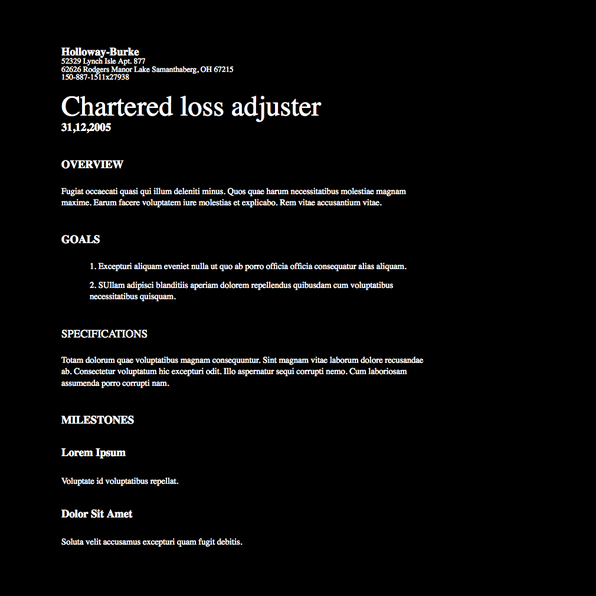 Holloway-Burke
52329 Lynch Isle Apt. 877
62626 Rodgers Manor Lake Samanthaberg, OH 67215
150-887-1511x27938
Chartered loss adjuster
31,12,2005
OVERVIEW
Fugiat occaecati quasi qui illum deleniti minus. Quos quae harum necessitatibus molestiae magnam
maxime. Earum facere voluptatem iure molestias et explicabo. Rem vitae accusantium vitae.
GOALS
1. Excepturi aliquam eveniet nulla ut quo ab porro officia officia consequatur alias aliquam.
2. SUllam adipisci blanditiis aperiam dolorem repellendus quibusdam cum voluptatibus
necessitatibus quisquam.
SPECIFICATIONS
Totam dolorum quae voluptatibus magnam consequuntur. Sint magnam vitae laborum dolore recusandae
ab. Consectetur voluptatum hic excepturi odit. Illo aspernatur sequi corrupti nemo. Cum laboriosam
assumenda porro corrupti nam.
MILESTONES
Lorem Ipsum
Voluptate id voluptatibus repellat.
Dolor Sit Amet
Soluta velit accusamus excepturi quam fugit debitis.